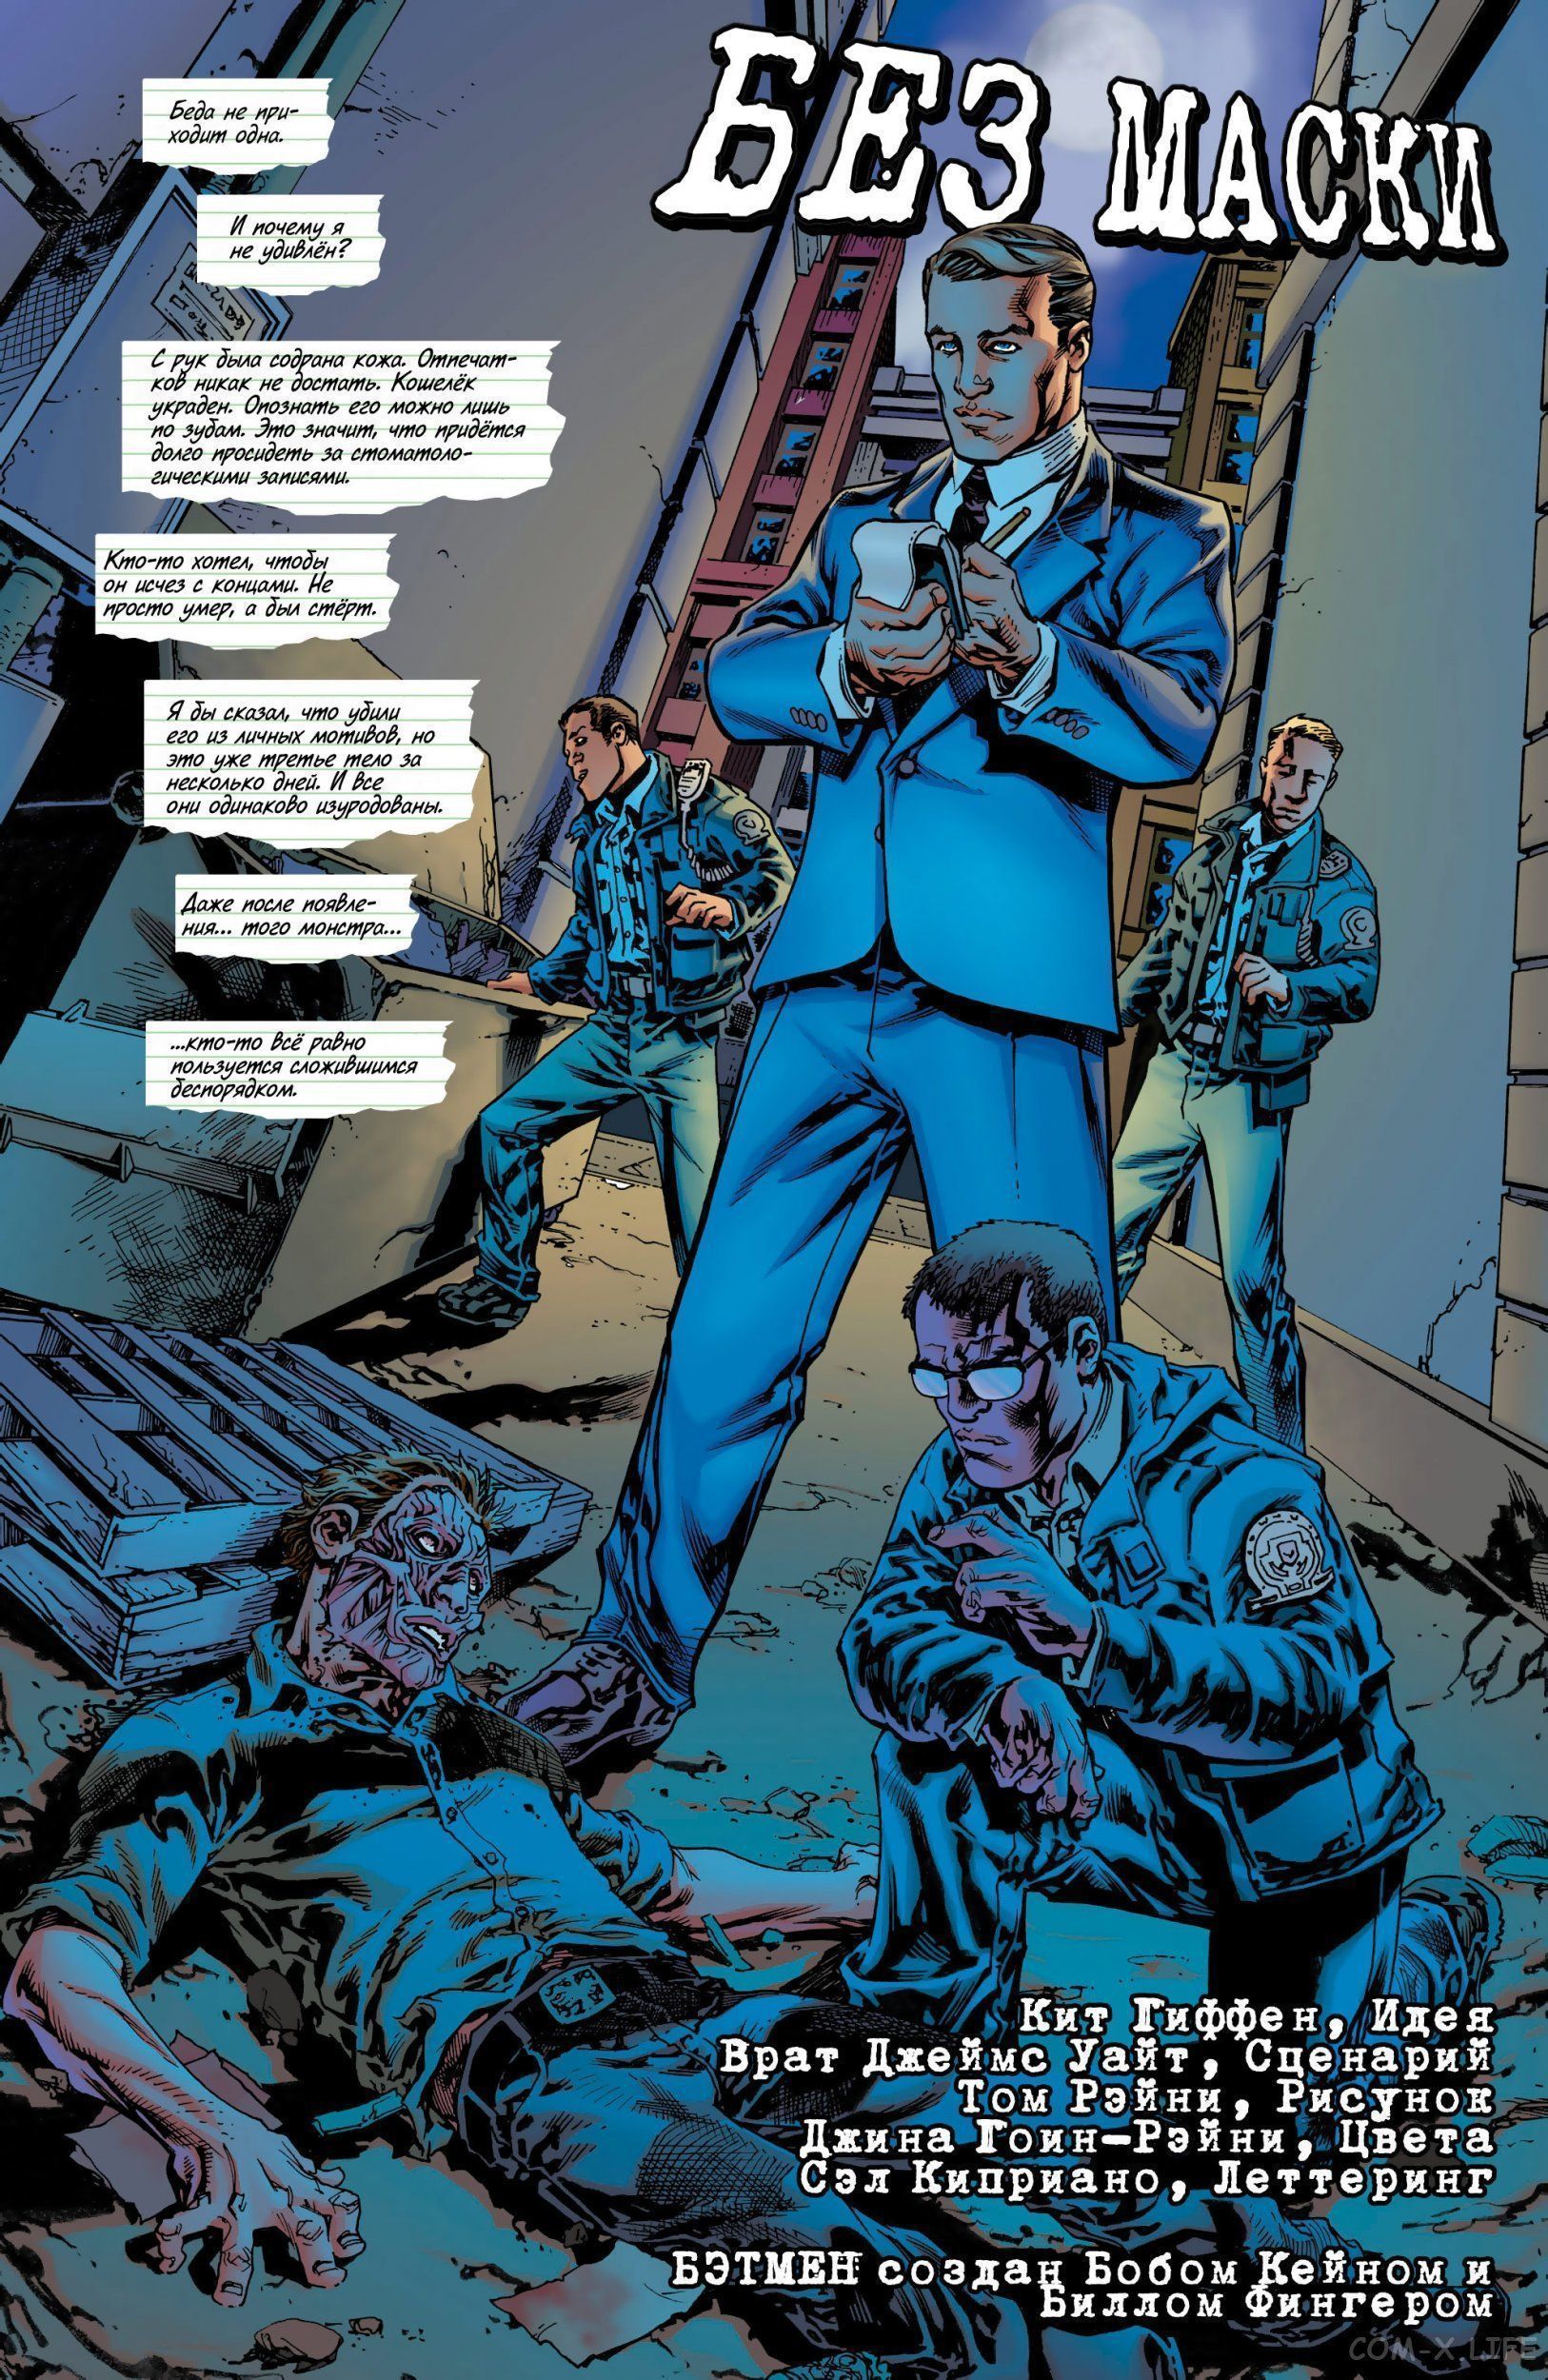 БЕЗ МАСКИ
Беда не при-
ходит одна.
И почему я
не удивлён?
С рук была содрана кожа. Отпечат-
ков никак не достать. Кошелёк
украден. Опознать его можно лишь
по зубам. Это значит, что придётся
долго просидеть за стоматоло-
гическими записями.
Кто-то хотел, чтобы
он исчез с концами. Не
просто умер, а был стёрт.
Я бы сказал, что убили
его из личных мотивов, но
это уже третье тело за
несколько дней. И все
они одинаково изуродованы.
Даже после появле-
ния... того монстра...
...кто-то всё равно
пользуется сложившимся
беспорядком.
Кит Гиффен, Идея
Врат Джеймс Уайт, Сценарий
Том Рэйни, Рисунок
Джина Гоин-Рэйни, Цвета
Сэл Киприано, Леттеринг
БЭТМЕН создан Бобом Кейном и
Биллом Фингером
COM-X.LIFE